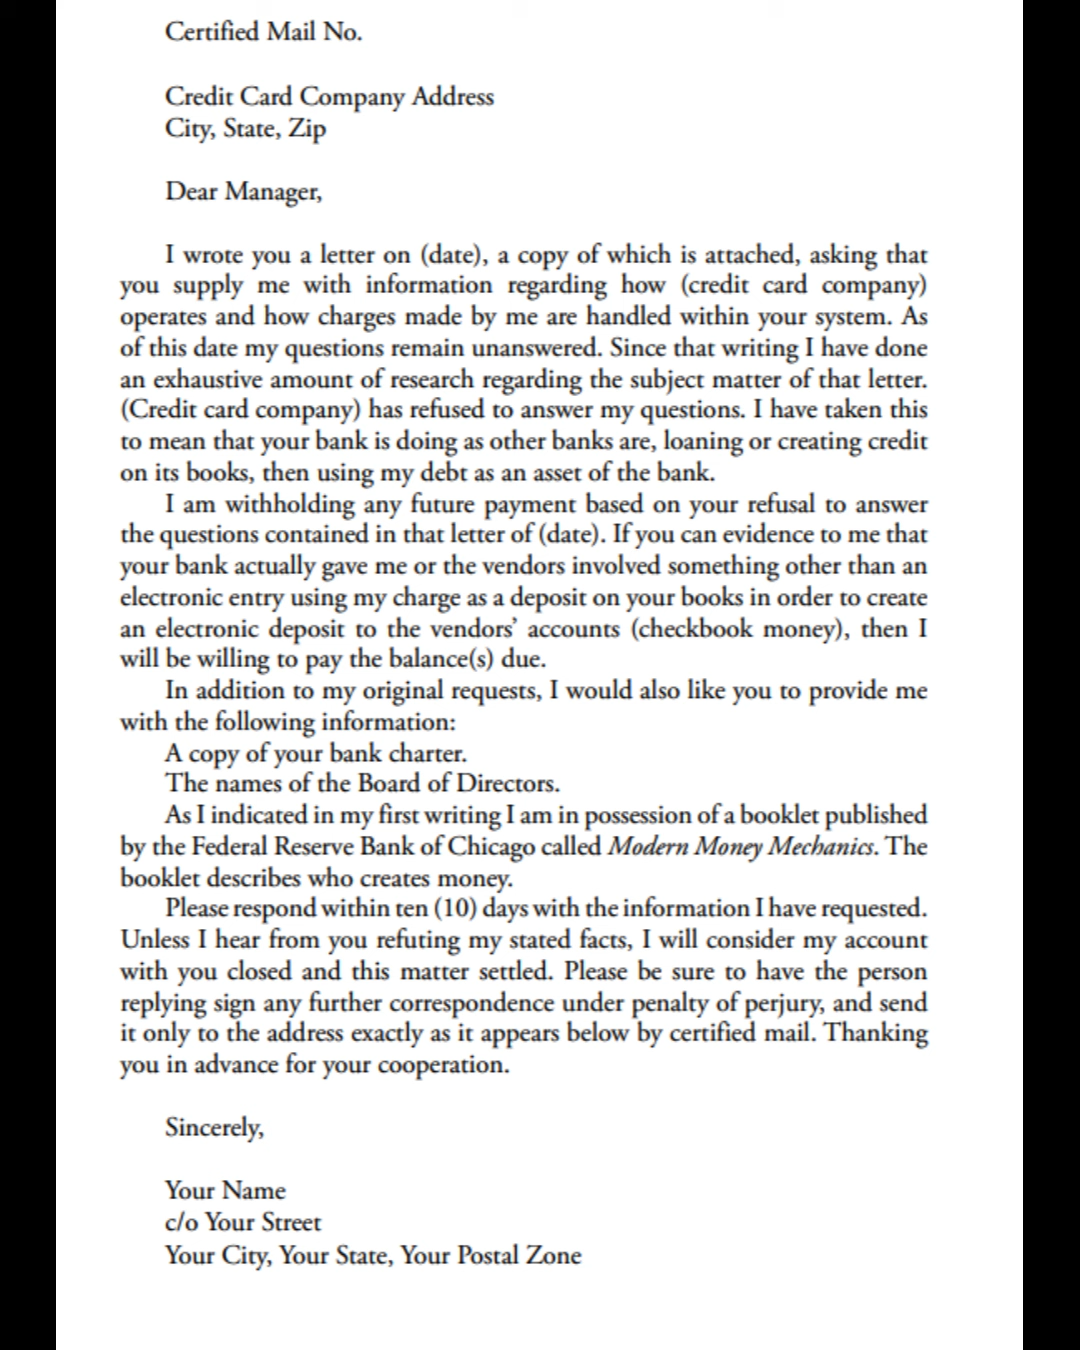 Certified Mail No.
Credit Card Company Address
City, State, Zip
Dear Manager,
I wrote you a letter on (date), a copy of which is attached, asking that
you supply me with information regarding how (credit card company)
operates and how charges made by me are handled within your system. As
of this date my questions remain unanswered. Since that writing I have done
an exhaustive amount of research regarding the subject matter of that letter.
(Credit card company) has refused to answer my questions. I have taken this
to mean that your bank is doing as other banks are, loaning or creating credit
on its books, then using my debt as an asset of the bank.
I am withholding any future payment based on your refusal to answer
the questions contained in that letter of (date). If you can evidence to me that
your bank actually gave me or the vendors involved something other than an
electronic entry using my charge as a deposit on your books in order to create
an electronic deposit to the vendors’ accounts (checkbook money), then I
will be willing to pay the balance(s) due.
In addition to my original requests, I would also like you to provide me
with the following information:
A copy of your bank charter.
The names of the Board of Directors.
As I indicated in my first writing I am in possession of a booklet published
by the Federal Reserve Bank of Chicago called Modern Money Mechanics. The
booklet describes who creates money.
Please respond within ten (10) days with the information I have requested.
Unless I hear from you refuting my stated facts, I will consider my account
with you closed and this matter settled. Please be sure to have the person
replying sign any further correspondence under penalty of perjury, and send
it only to the address exactly as it appears below by certified mail. Thanking
you in advance for your cooperation.
Sincerely,
Your Name
c/o Your Street
Your City, Your State, Your Postal Zone